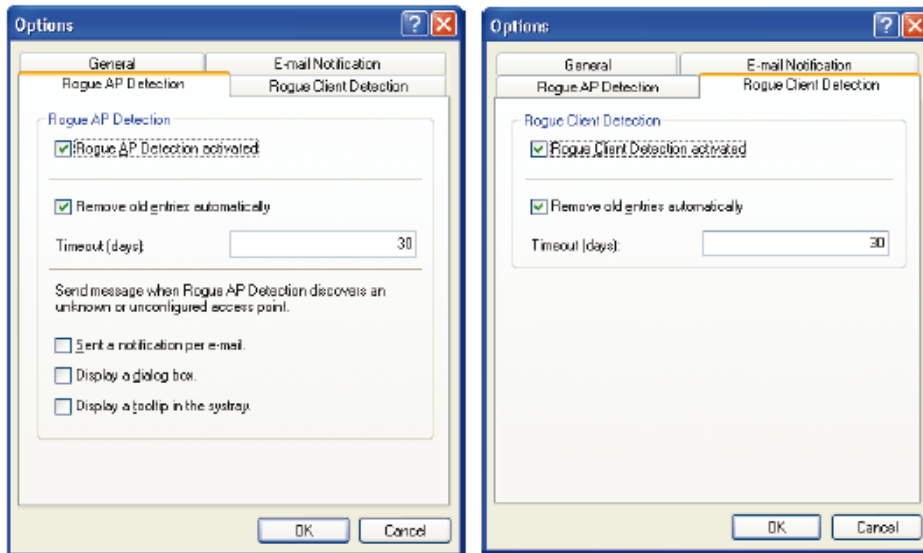 Options
General E-mail Notification
Rogue AP Detection Rogue Client Detection
Rogue AP Detection
Rogue AP Detection activated
Remove old entries automatically
Timeout (days): 30
Send message when Rogue AP Detection discovers an
unknown or unconfigured access point.
Sent a notification per e-mail.
Display a dialog box.
Display a tooltip in the systray.
OK Cancel
Options
General E-mail Notification
Rogue AP Detection Rogue Client Detection
Rogue Client Detection
Rogue Client Detection activated
Remove old entries automatically
Timeout (days): 30
OK Cancel